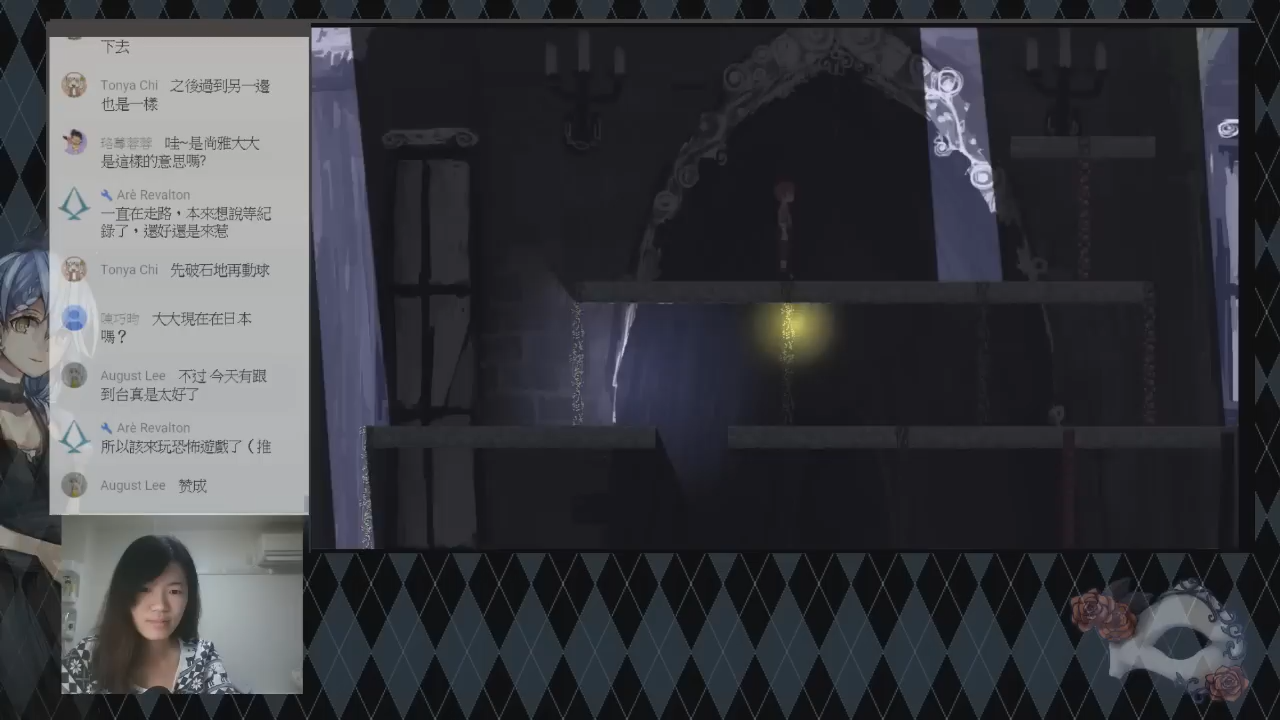 下去
Tonya Chi 之後過到另一邊
也是一樣
哇~是尚雅大大
是這樣的意思嗎?
Arè Revalton
一直在走路，本來想說等紀
錄了，還好還是來惹
Tonya Chi 先破石地再動球
大大現在在日本
嗎？
August Lee 不过 今天有跟
到台真是太好了
Arè Revalton
所以該來玩恐怖遊戲了（推
August Lee 赞成